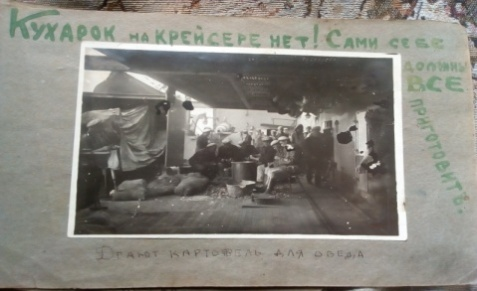 Кухарок на крейсере нет! Сами себе
должны
все
приготовить.
Драют картофель для обеда